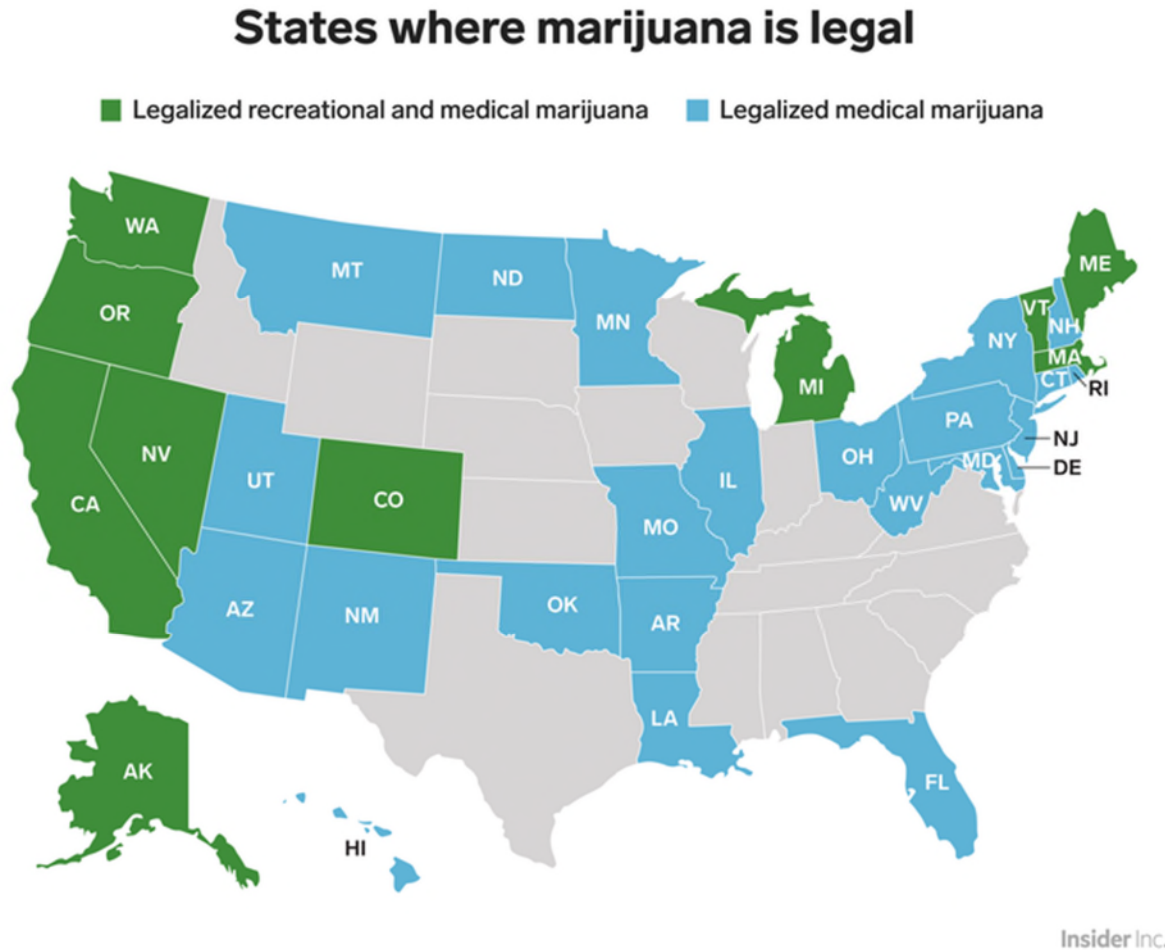 States where marijuana is legal
Legalized recreational and medical marijuana
Legalized medical marijuana
WA
MT
ND
MN
OR
ME
VT
NH
NY
MA
CT
RI
MI
PA
NJ
NV
UT
CO
OH
MD
DE
IL
WV
CA
MO
AZ
NM
OK
AR
LA
AK
FL
HI
Insider Inc.